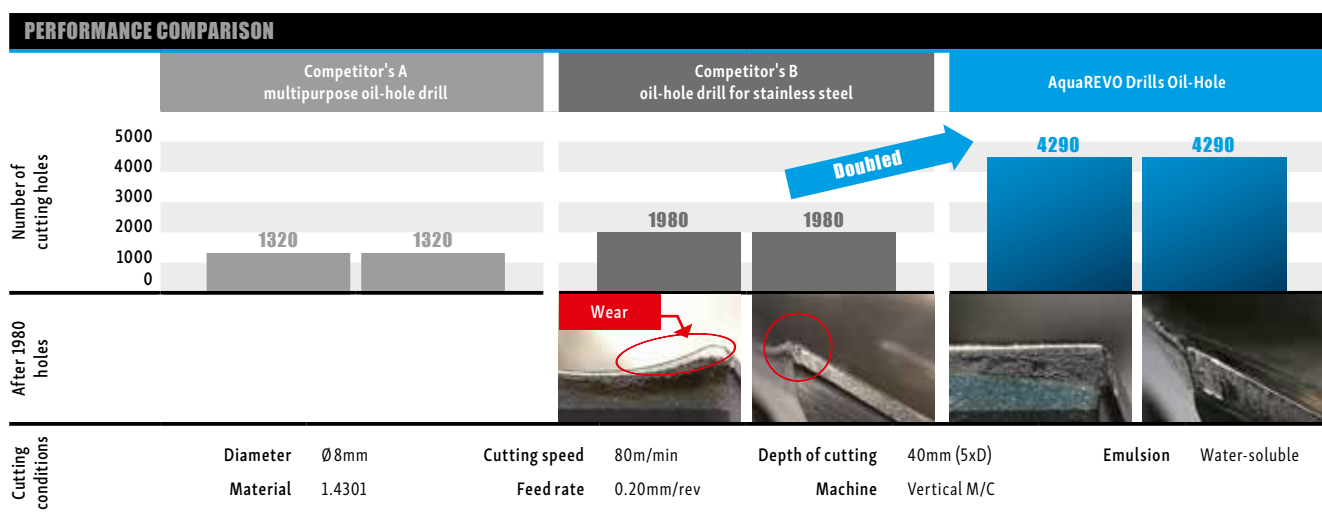 PERFORMANCE COMPARISON
Competitor's A
multipurpose oil-hole drill
Competitor's B
oil-hole drill for stainless steel
AquaREVO Drills Oil-Hole
Number of
cutting holes
5000
4000
3000
2000
1000
0
1320
1320
1980
1980
Doubled
4290
4290
After 1980
holes
Wear
Cutting
conditions
Diameter Ø8mm Cutting speed 80m/min Depth of cutting 40mm (5xD) Emulsion Water-soluble
Material 1.4301 Feed rate 0.20mm/rev Machine Vertical M/C